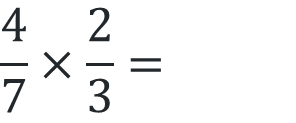 4/7 × 2/3 =